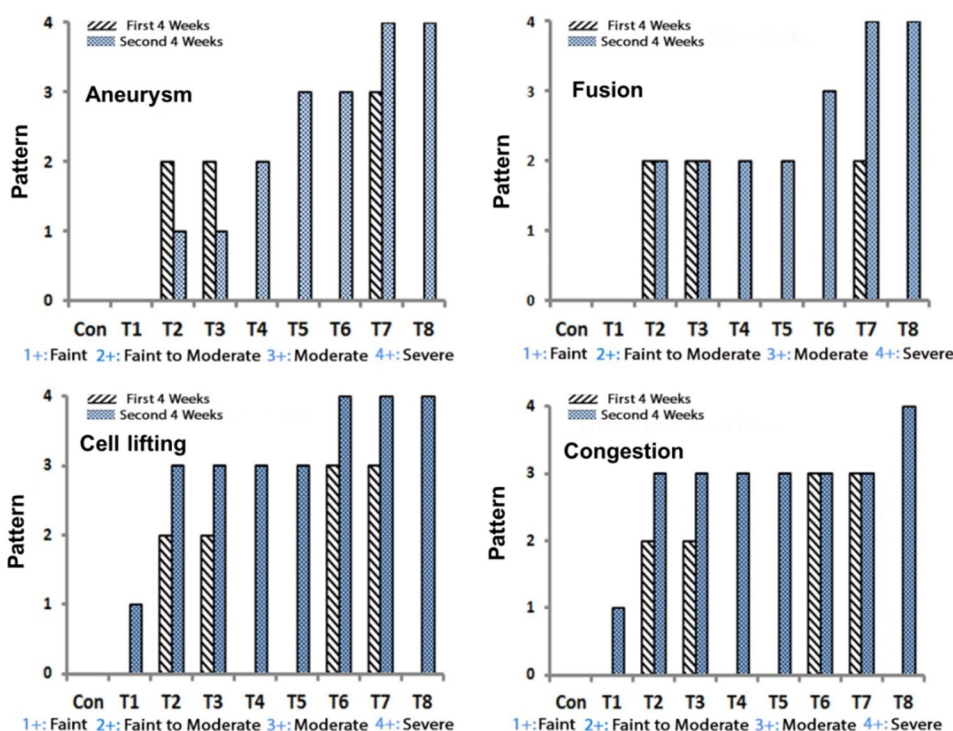 4
First 4 Weeks
Second 4 Weeks
3
Aneurysm
Pattern
2
1
0
Con T1 T2 T3 T4 T5 T6 T7 T8
1+: Faint 2+: Faint to Moderate 3+: Moderate 4+: Severe
4
First 4 Weeks
Second 4 Weeks
3
Fusion
Pattern
2
1
0
Con T1 T2 T3 T4 T5 T6 T7 T8
1+: Faint 2+: Faint to Moderate 3+: Moderate 4+: Severe
4
First 4 Weeks
Second 4 Weeks
Cell lifting
3
Pattern
2
1
0
Con T1 T2 T3 T4 T5 T6 T7 T8
1+: Faint 2+: Faint to Moderate 3+: Moderate 4+: Severe
4
First 4 Weeks
Second 4 Weeks
Congestion
3
Pattern
2
1
0
Con T1 T2 T3 T4 T5 T6 T7 T8
1+: Faint 2+: Faint to Moderate 3+: Moderate 4+: Severe